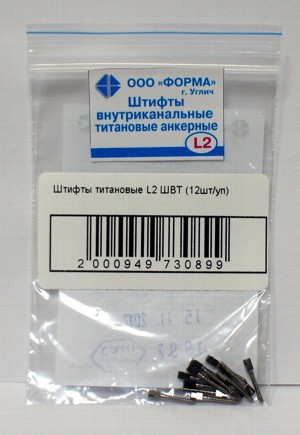 ООО «ФОРМА»
г. Углич
Штифты
внутриканальные
титановые анкерные
L2
Штифты титановые L2 ШВТ (12шт/уп)
2 000949 730899